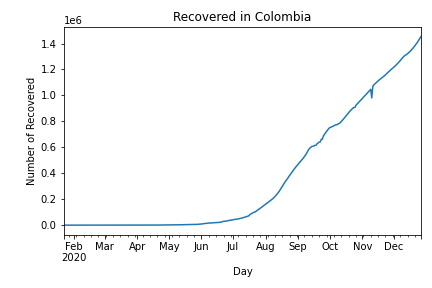 Recovered in Colombia
1e6
1.4
1.2
1.0
0.8
0.6
0.4
0.2
0.0
Number of Recovered
Feb Mar Apr May Jun Jul Aug Sep Oct Nov Dec
2020
Day